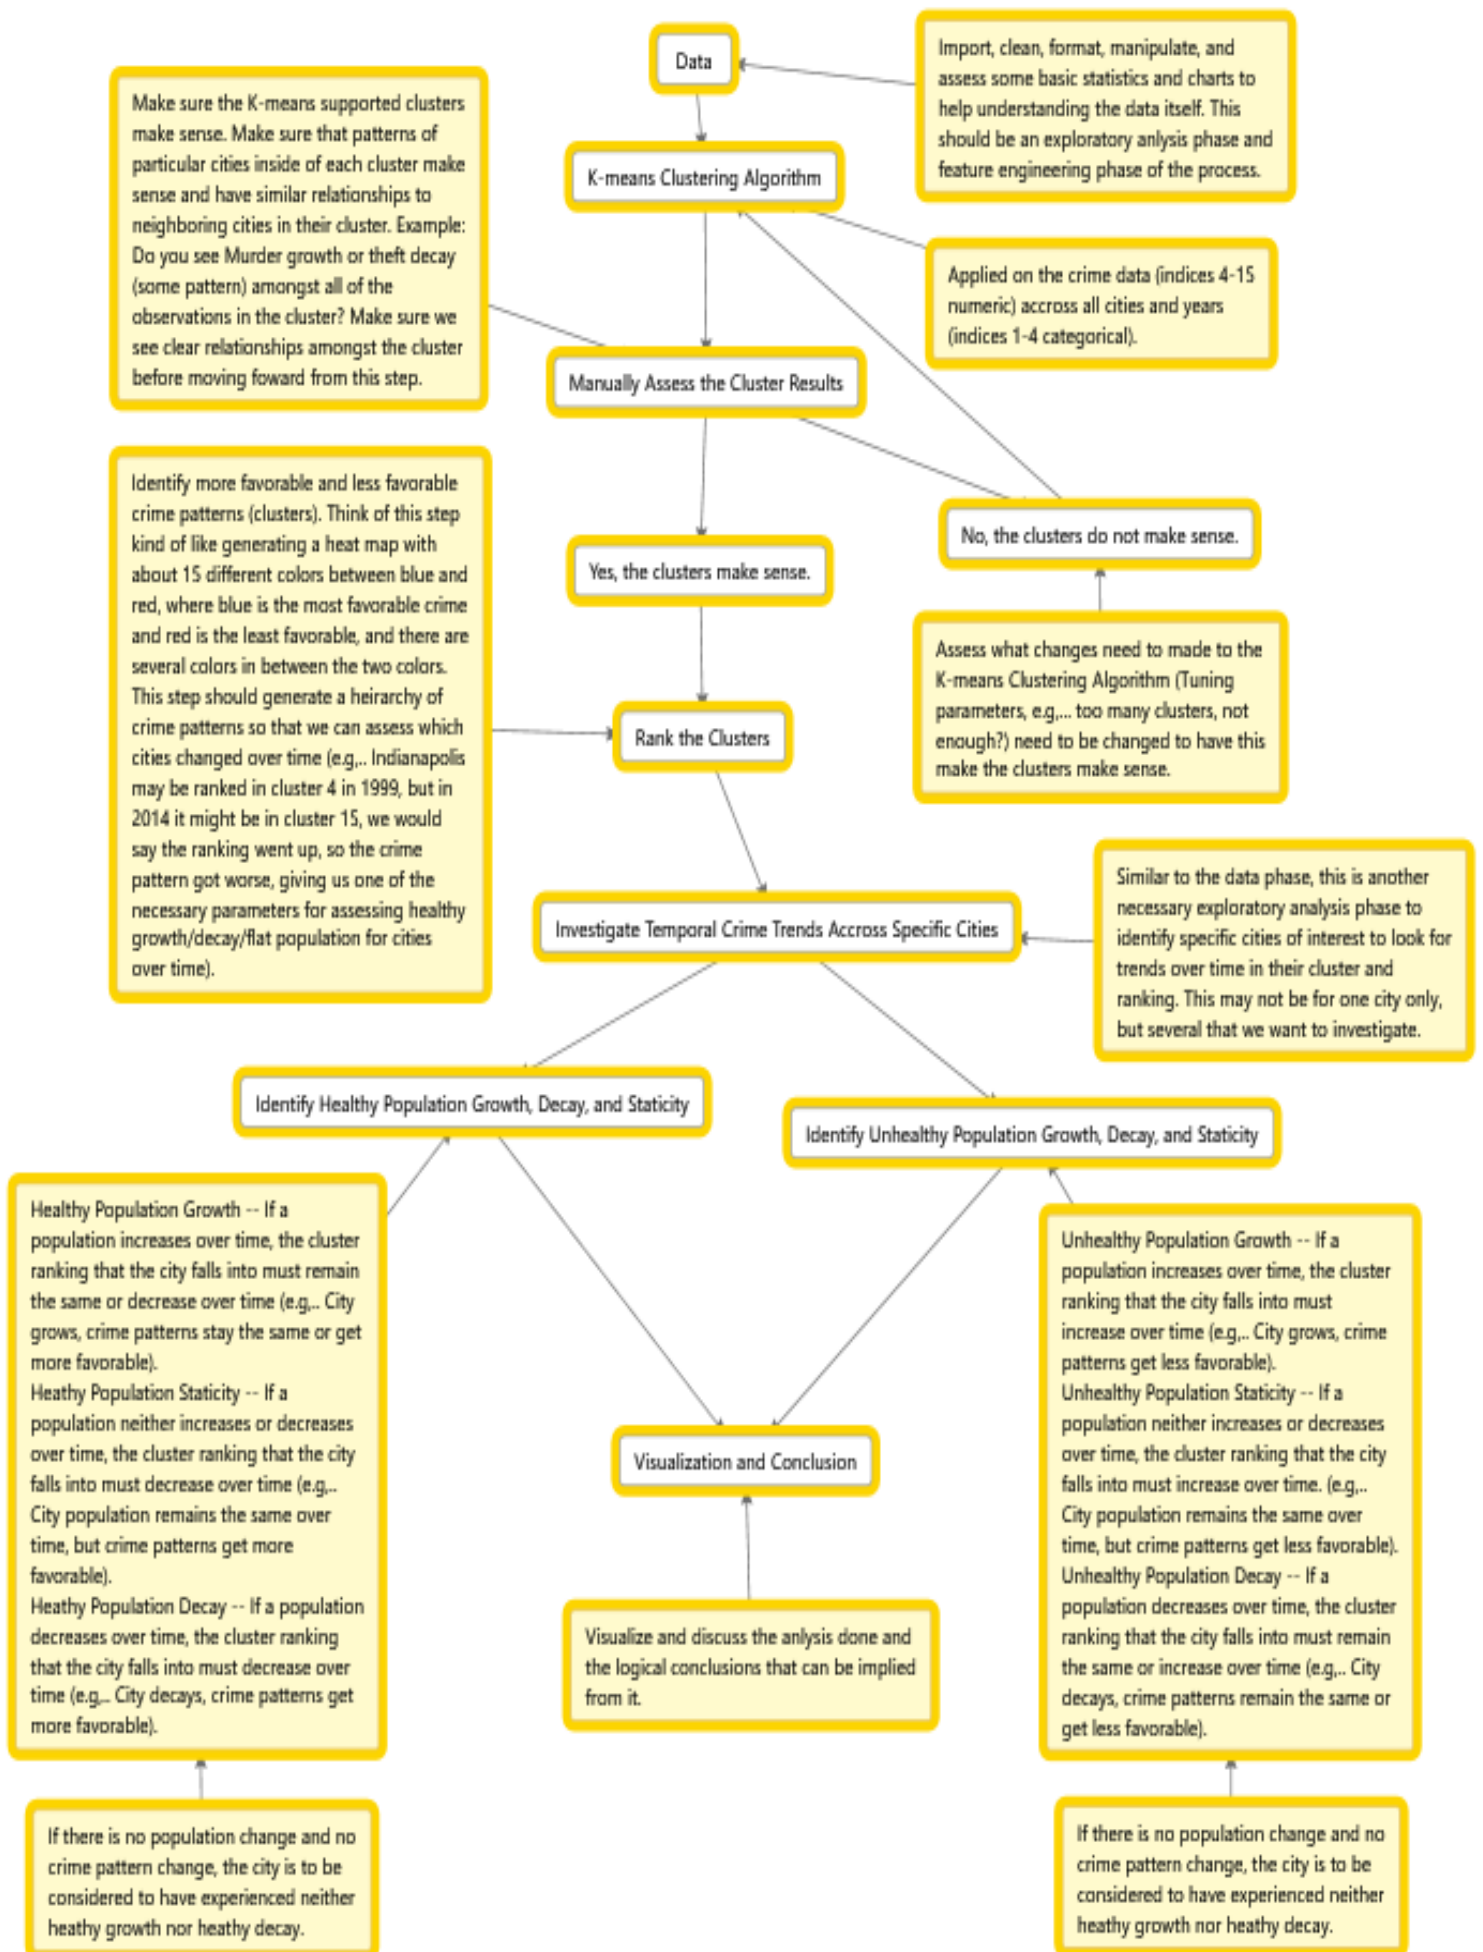 Data
Import, clean, format, manipulate, and
assess some basic statistics and charts to
help understanding the data itself. This
should be an exploratory anlysis phase and
feature engineering phase of the process.
Make sure the K-means supported clusters
make sense. Make sure that patterns of
particular cities inside of each cluster make
sense and have similar relationships to
neighboring cities in their cluster. Example:
Do you see Murder growth or theft decay
(some pattern) amongst all of the
observations in the cluster? Make sure we
see clear relationships amongst the cluster
before moving foward from this step.
K-means Clustering Algorithm
Applied on the crime data (indices 4-15
numeric) accross all cities and years
(indices 1-4 categorical).
Manually Assess the Cluster Results
Identify more favorable and less favorable
crime patterns (clusters). Think of this step
kind of like generating a heat map with
about 15 different colors between blue and
red, where blue is the most favorable crime
and red is the least favorable, and there are
several colors in between the two colors.
This step should generate a heirarchy of
crime patterns so that we can assess which
cities changed over time (e.g,.. Indianapolis
may be ranked in cluster 4 in 1999, but in
2014 it might be in cluster 15, we would
say the ranking went up, so the crime
pattern got worse, giving us one of the
necessary parameters for assessing healthy
growth/decay/flat population for cities
over time).
No, the clusters do not make sense.
Yes, the clusters make sense.
Assess what changes need to made to the
K-means Clustering Algorithm (Tuning
parameters, e.g,... too many clusters, not
enough?) need to be changed to have this
make the clusters make sense.
Rank the Clusters
Similar to the data phase, this is another
necessary exploratory analysis phase to
identify specific cities of interest to look for
trends over time in their cluster and
ranking. This may not be for one city only,
but several that we want to investigate.
Investigate Temporal Crime Trends Accross Specific Cities
Identify Healthy Population Growth, Decay, and Staticity
Identify Unhealthy Population Growth, Decay, and Staticity
Healthy Population Growth -- If a
population increases over time, the cluster
ranking that the city falls into must remain
the same or decrease over time (e.g,.. City
grows, crime patterns stay the same or get
more favorable).
Heathy Population Staticity -- If a
population neither increases or decreases
over time, the cluster ranking that the city
falls into must decrease over time (e.g,..
City population remains the same over
time, but crime patterns get more
favorable).
Heathy Population Decay -- If a population
decreases over time, the cluster ranking
that the city falls into must decrease over
time (e.g,.. City decays, crime patterns get
more favorable).
Unhealthy Population Growth -- If a
population increases over time, the cluster
ranking that the city falls into must
increase over time (e.g,.. City grows, crime
patterns get less favorable).
Unhealthy Population Staticity -- If a
population neither increases or decreases
over time, the cluster ranking that the city
falls into must increase over time. (e.g,..
City population remains the same over
time, but crime patterns get less favorable).
Unhealthy Population Decay -- If a
population decreases over time, the cluster
ranking that the city falls into must remain
the same or increase over time (e.g,.. City
decays, crime patterns remain the same or
get less favorable).
Visualization and Conclusion
Visualize and discuss the anlysis done and
the logical conclusions that can be implied
from it.
If there is no population change and no
crime pattern change, the city is to be
considered to have experienced neither
heathy growth nor heathy decay.
If there is no population change and no
crime pattern change, the city is to be
considered to have experienced neither
heathy growth nor heathy decay.